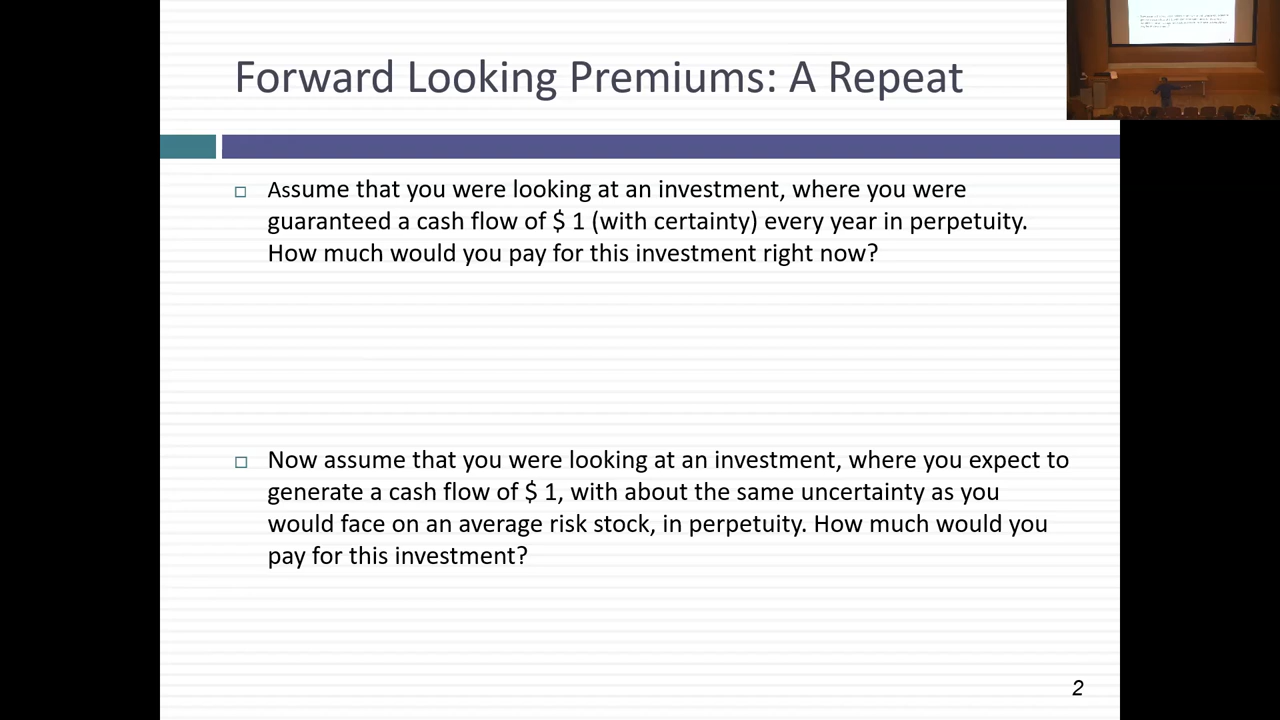 Forward Looking Premiums: A Repeat
Assume that you were looking at an investment, where you were
guaranteed a cash flow of $ 1 (with certainty) every year in perpetuity.
How much would you pay for this investment right now?
Now assume that you were looking at an investment, where you expect to
generate a cash flow of $ 1, with about the same uncertainty as you
would face on an average risk stock, in perpetuity. How much would you
pay for this investment?
2